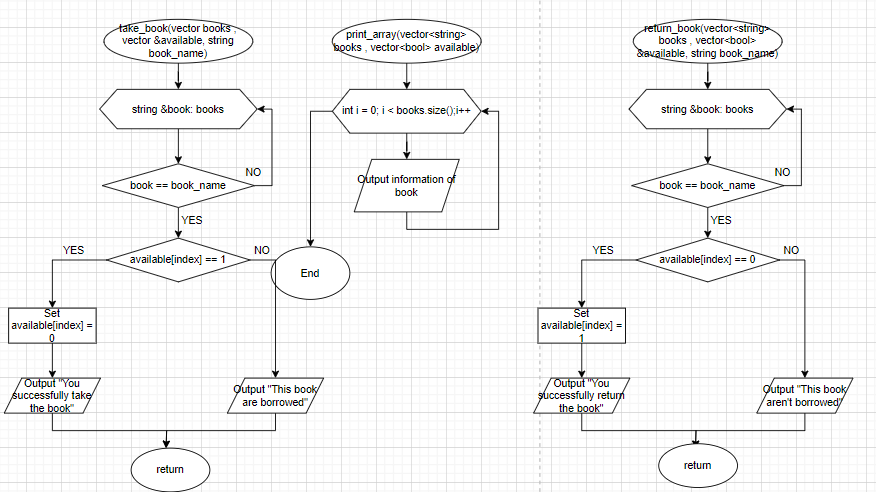 take_book(vector books ,
vector &available, string
book_name)
string &book: books
book == book_name
NO
YES
available[index] == 1
YES
NO
Set
available[index] =
0
Output "You
successfully take
the book"
Output "This book
are borrowed"
return
print_array(vector<string>
books , vector<bool> available)
int i = 0; i < books.size();i++
Output information of
book
End
return_book(vector<string>
books , vector<bool>
&available, string book_name)
string &book: books
book == book_name
NO
YES
available[index] == 0
YES
NO
Set
available[index] =
1
Output "You
successfully return
the book"
Output "This book
aren't borrowed"
return